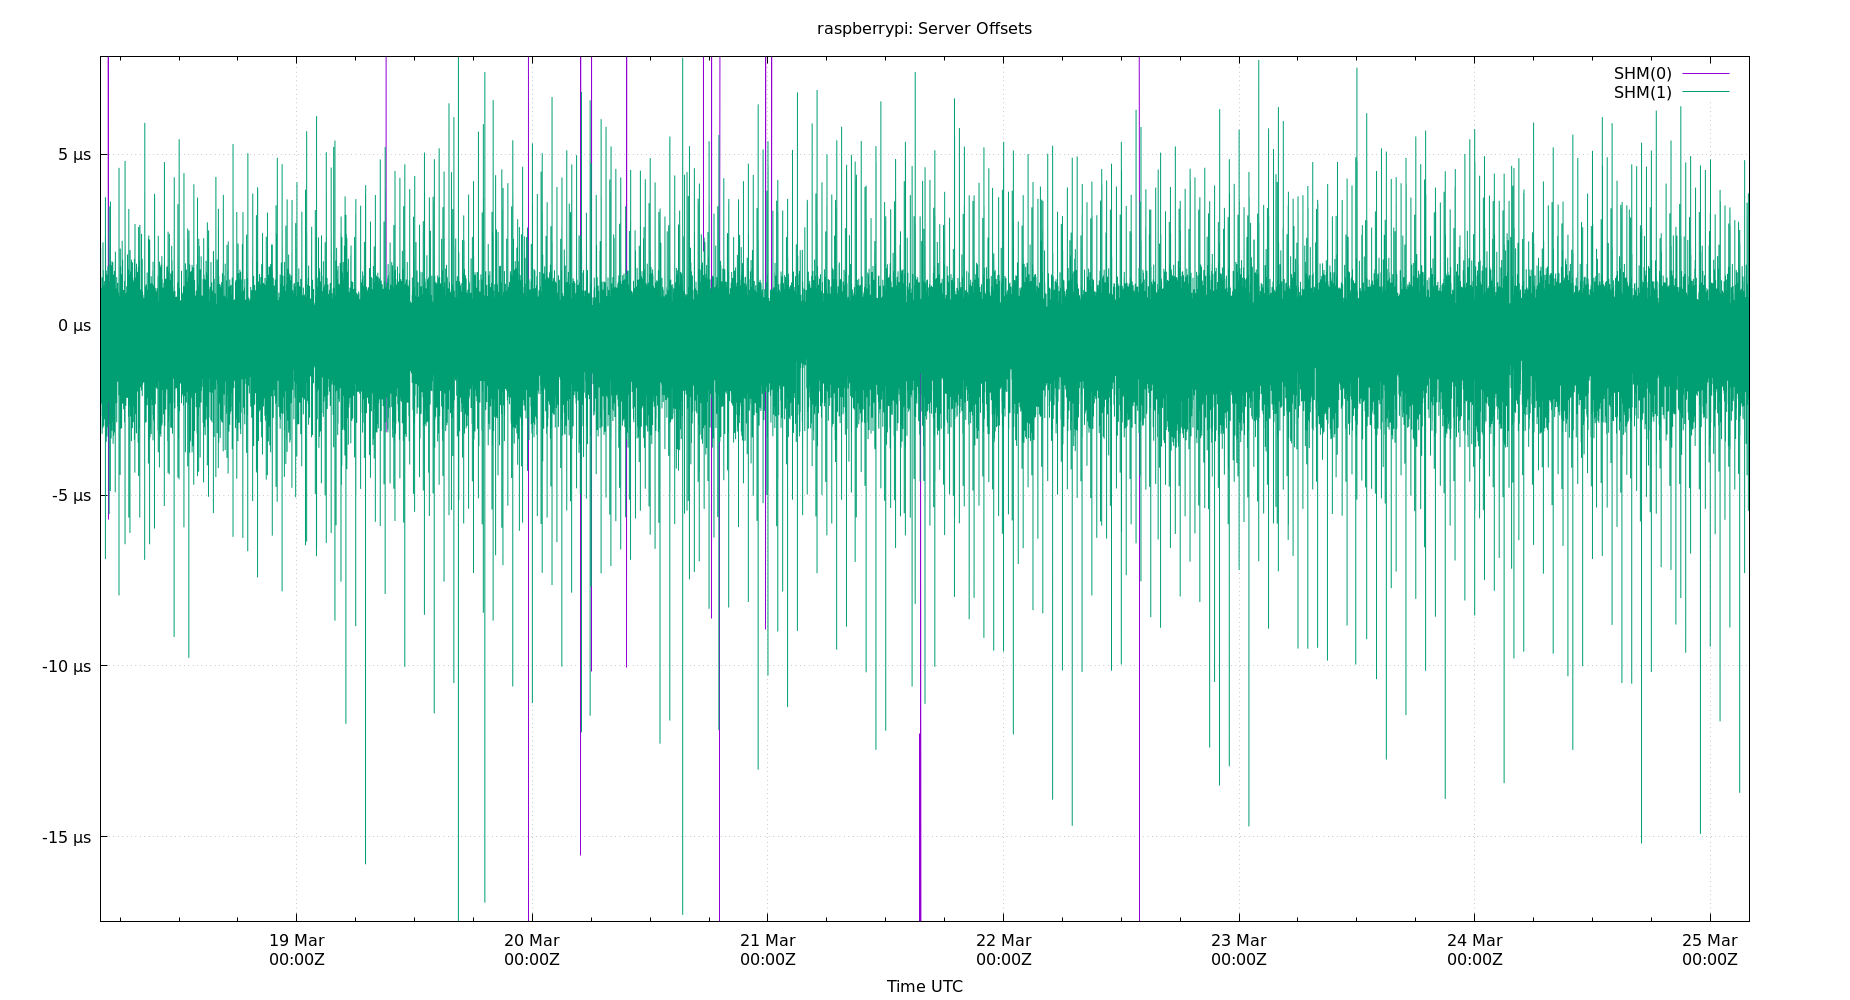 raspberrypi: Server Offsets
SHM(0)
SHM(1)
5 µs
0 µs
-5 µs
-10 µs
-15 µs
19 Mar 20 Mar 21 Mar 22 Mar 23 Mar 24 Mar 25 Mar
00:00Z 00:00Z 00:00Z 00:00Z 00:00Z 00:00Z 00:00Z
Time UTC